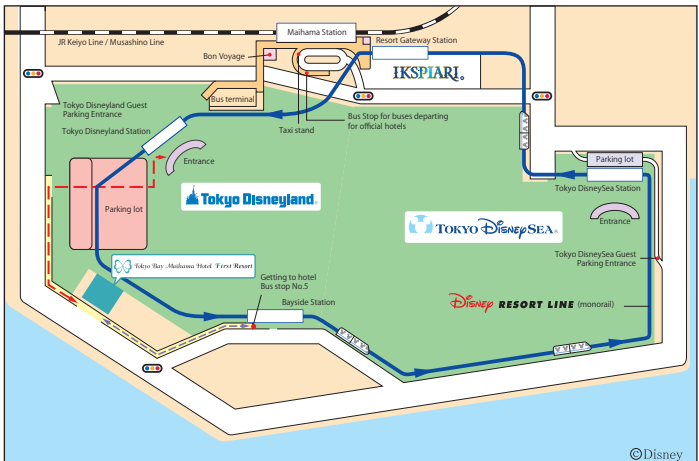 Maihama Station
JR Keiyo Line / Musashino Line
Resort Gateway Station
Bon Voyage
IKSPIARI®
Bus terminal
Tokyo Disneyland Guest
Parking Entrance
Tokyo Disneyland Station
Taxi stand
Bus Stop for buses departing
for official hotels
Entrance
Parking lot
Tokyo DisneySea Station
Tokyo Disneyland®
Parking lot
Entrance
TOKYO DISNEYSEA®
Tokyo DisneySea Guest
Parking Entrance
Tokyo Bay Maihama Hotel First Resort
Getting to hotel
Bus stop No.5
Bayside Station
Disney RESORT LINE (monorail)
©Disney